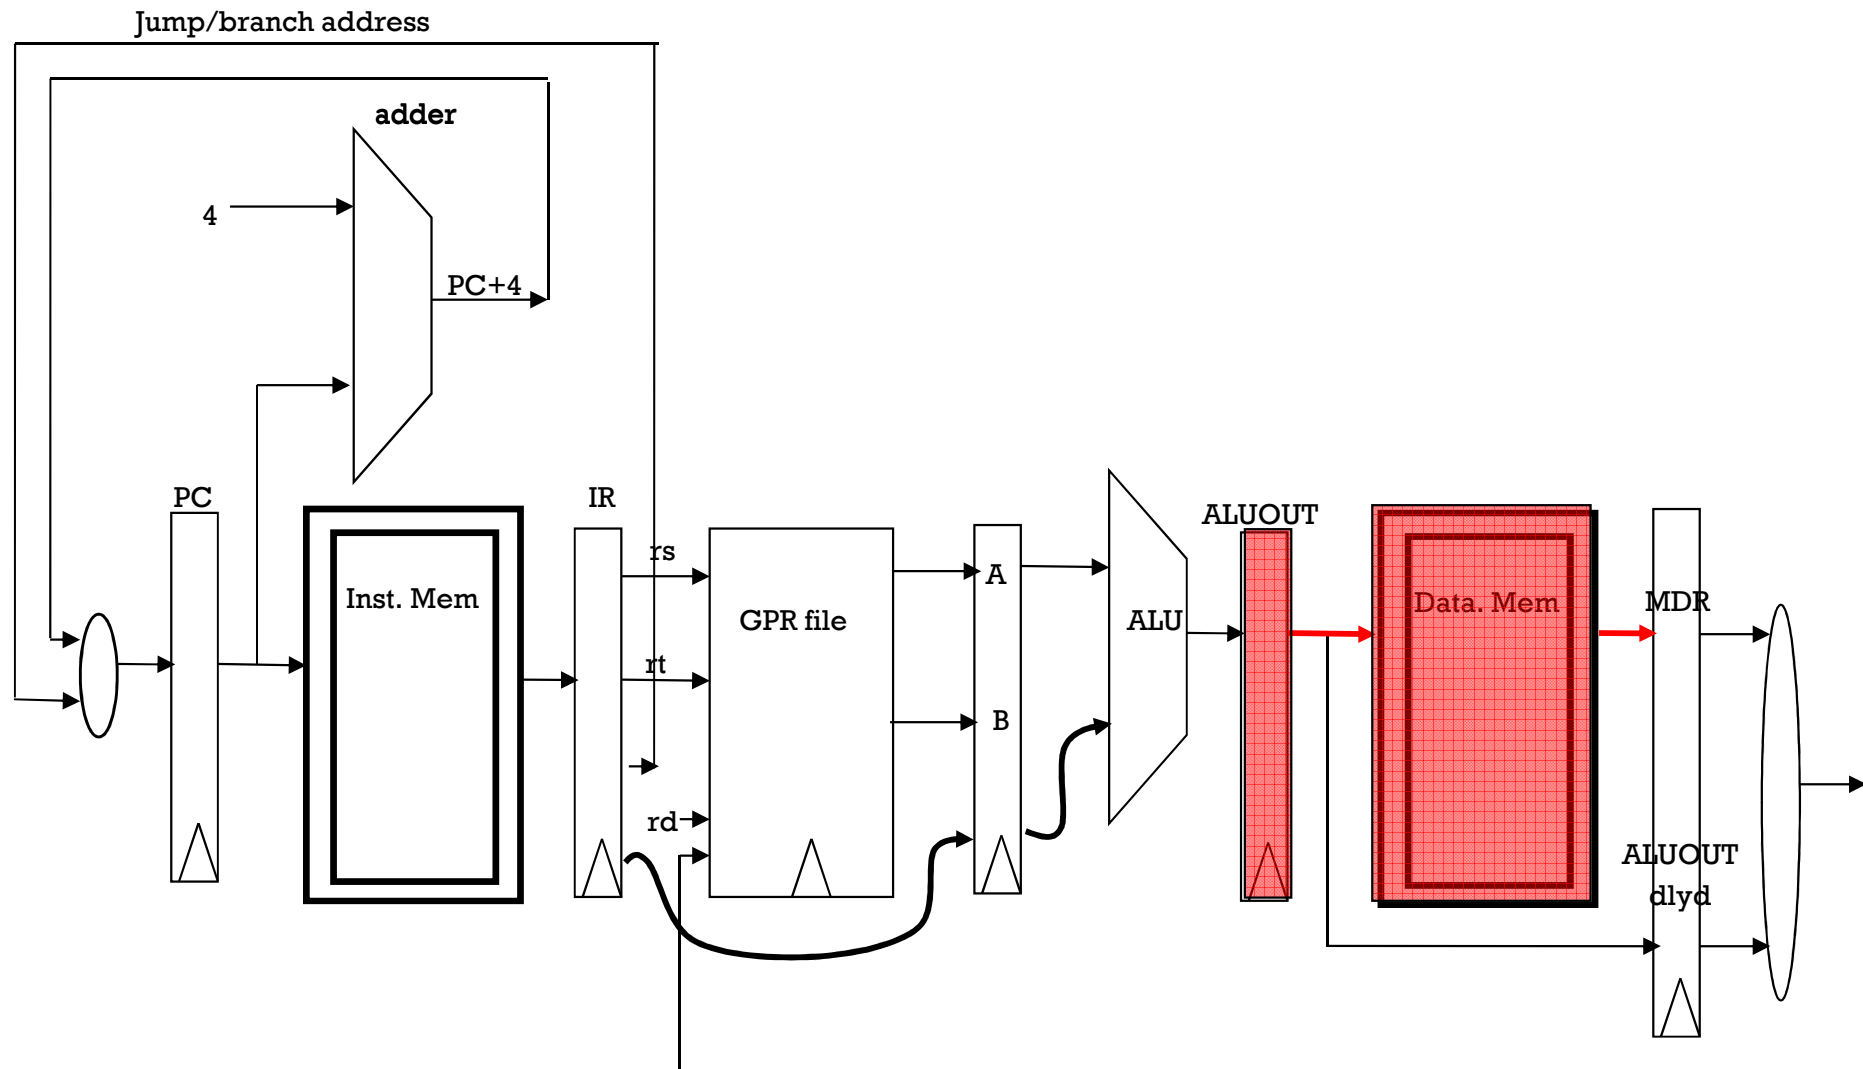 Jump/branch address
adder
4
PC+4
PC
IR
ALUOUT
rs
A
Inst. Mem
GPR file
ALU
Data. Mem
MDR
rt
B
rd
ALUOUT
dlyd